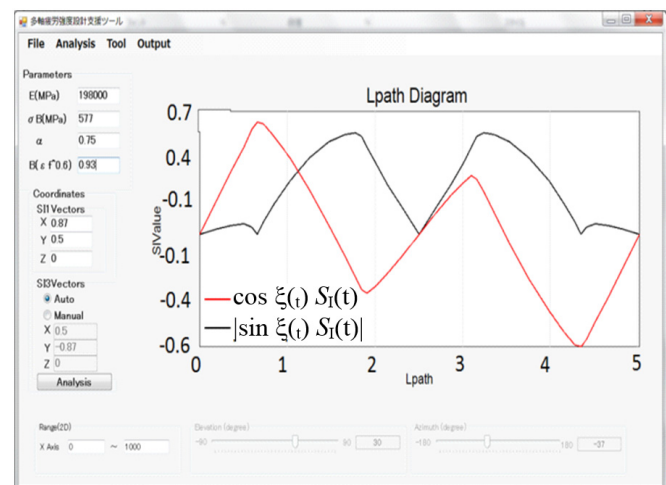 多軸疲労強度設計支援ツール
File Analysis Tool Output
Parameters
E(MPa) 198000
σB(MPa) 577
α 0.75
B(εf^0.6) 0.93
Coordinates
SI1Vectors
X 0.87
Y 0.5
Z 0
SI3Vectors
Auto
Manual
X 0.5
Y -0.87
Z 0
Analysis
Lpath Diagram
SIValue
0.7
0.4
-0.1
-0.1
-0.4
-0.6
cos ξ(t) SI(t)
|sin ξ(t) SI(t)|
0 1 2 3 4 5
Lpath
Range(2D)
X Axis 0 ~ 1000
Elevation (degree)
-90 90 30
Azimuth (degree)
-180 180 -37